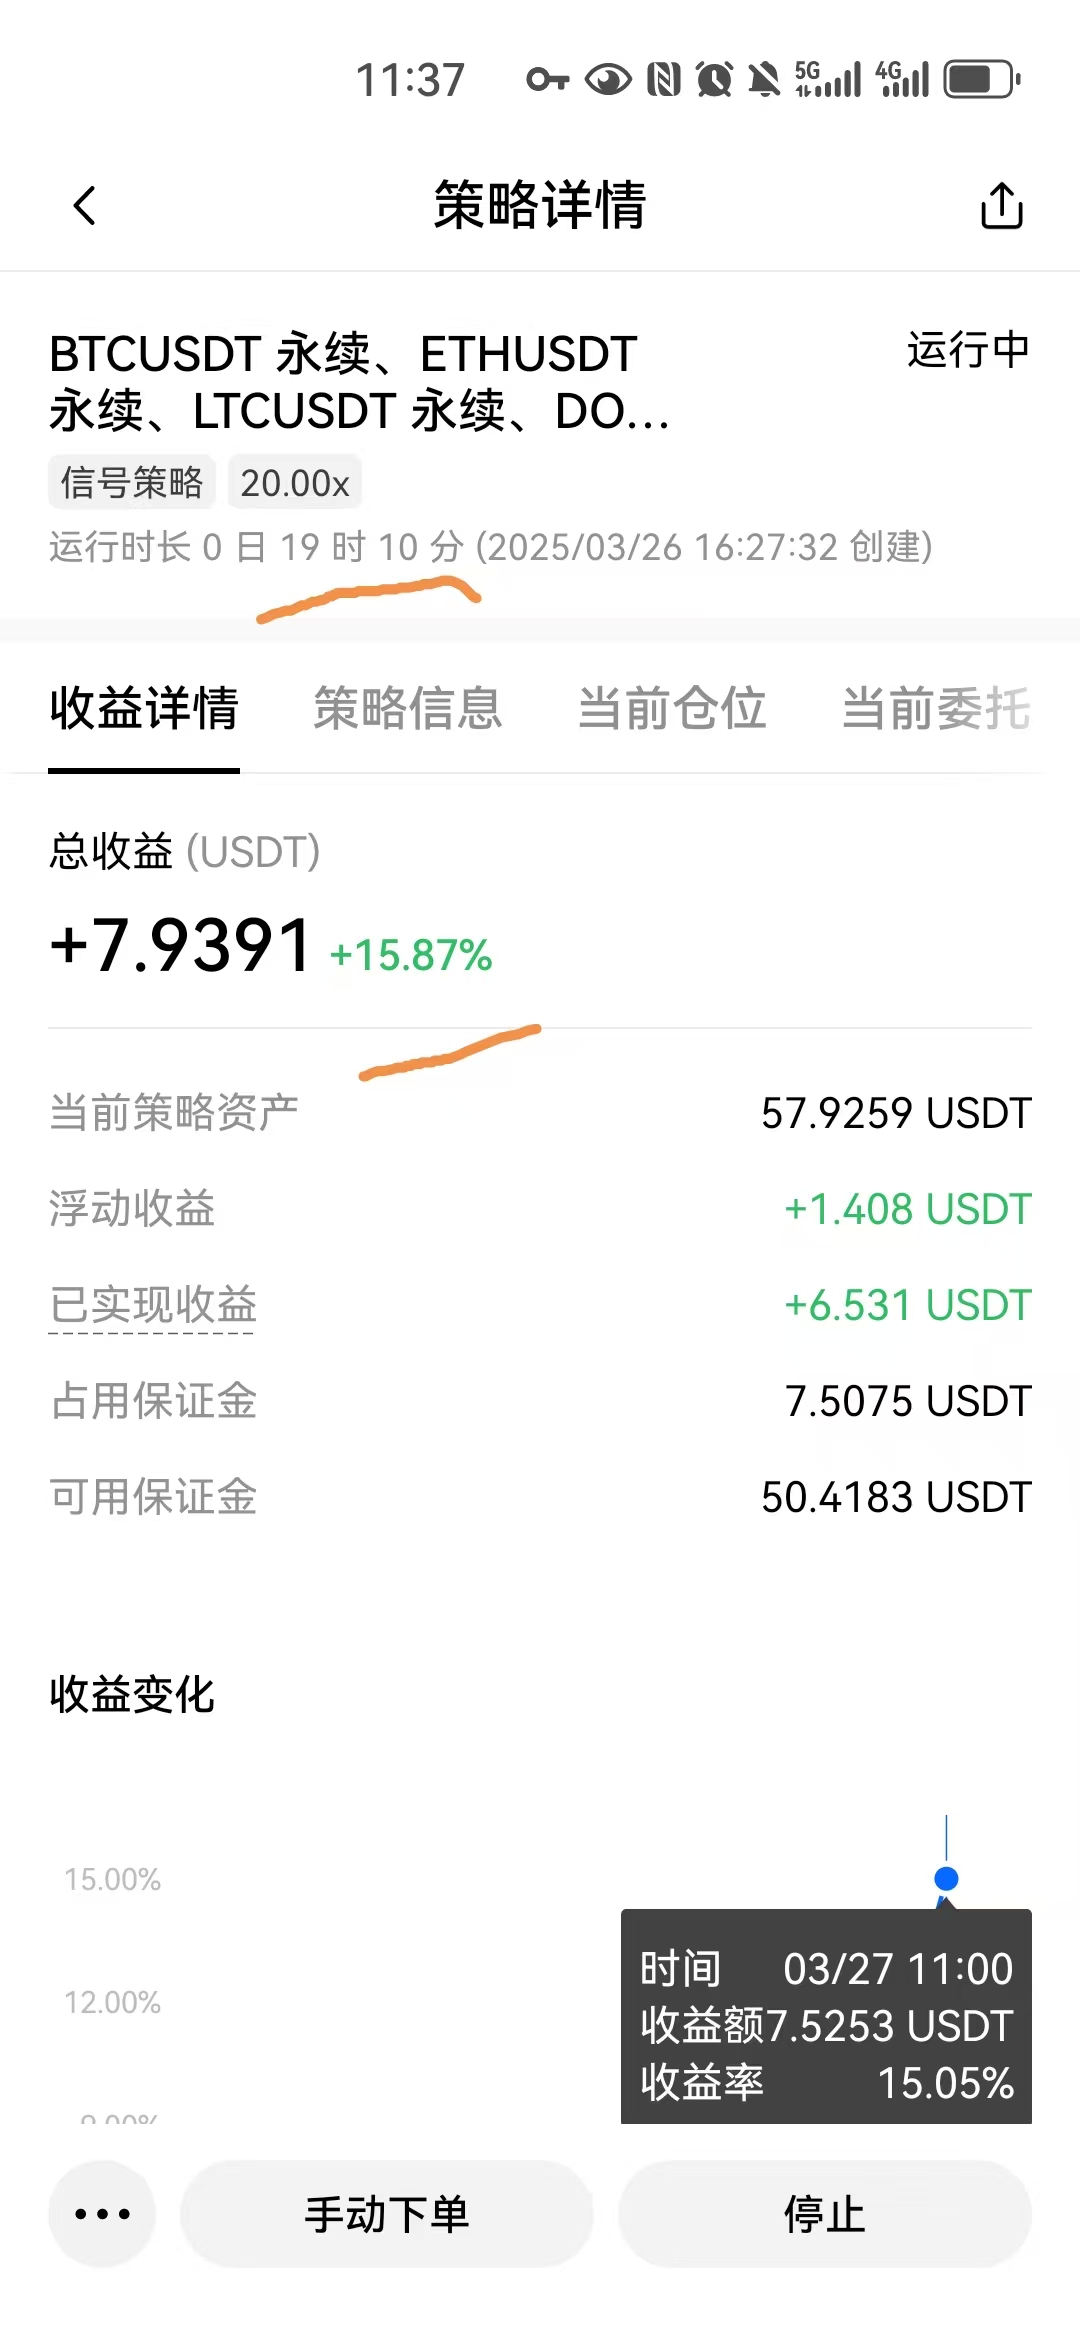 11:37
5G
4G
策略详情
BTCUSDT 永续、ETHUSDT
运行中
永续、LTCUSDT 永续、DO...
信号策略 20.00x
运行时长 0 日 19 时 10 分 (2025/03/26 16:27:32 创建)
收益详情 策略信息 当前仓位 当前委托
总收益 (USDT)
+7.9391 +15.87%
当前策略资产 57.9259 USDT
浮动收益 +1.408 USDT
已实现收益 +6.531 USDT
占用保证金 7.5075 USDT
可用保证金 50.4183 USDT
收益变化
15.00%
12.00%
9.00%
时间 03/27 11:00
收益额7.5253 USDT
收益率 15.05%
手动下单 停止